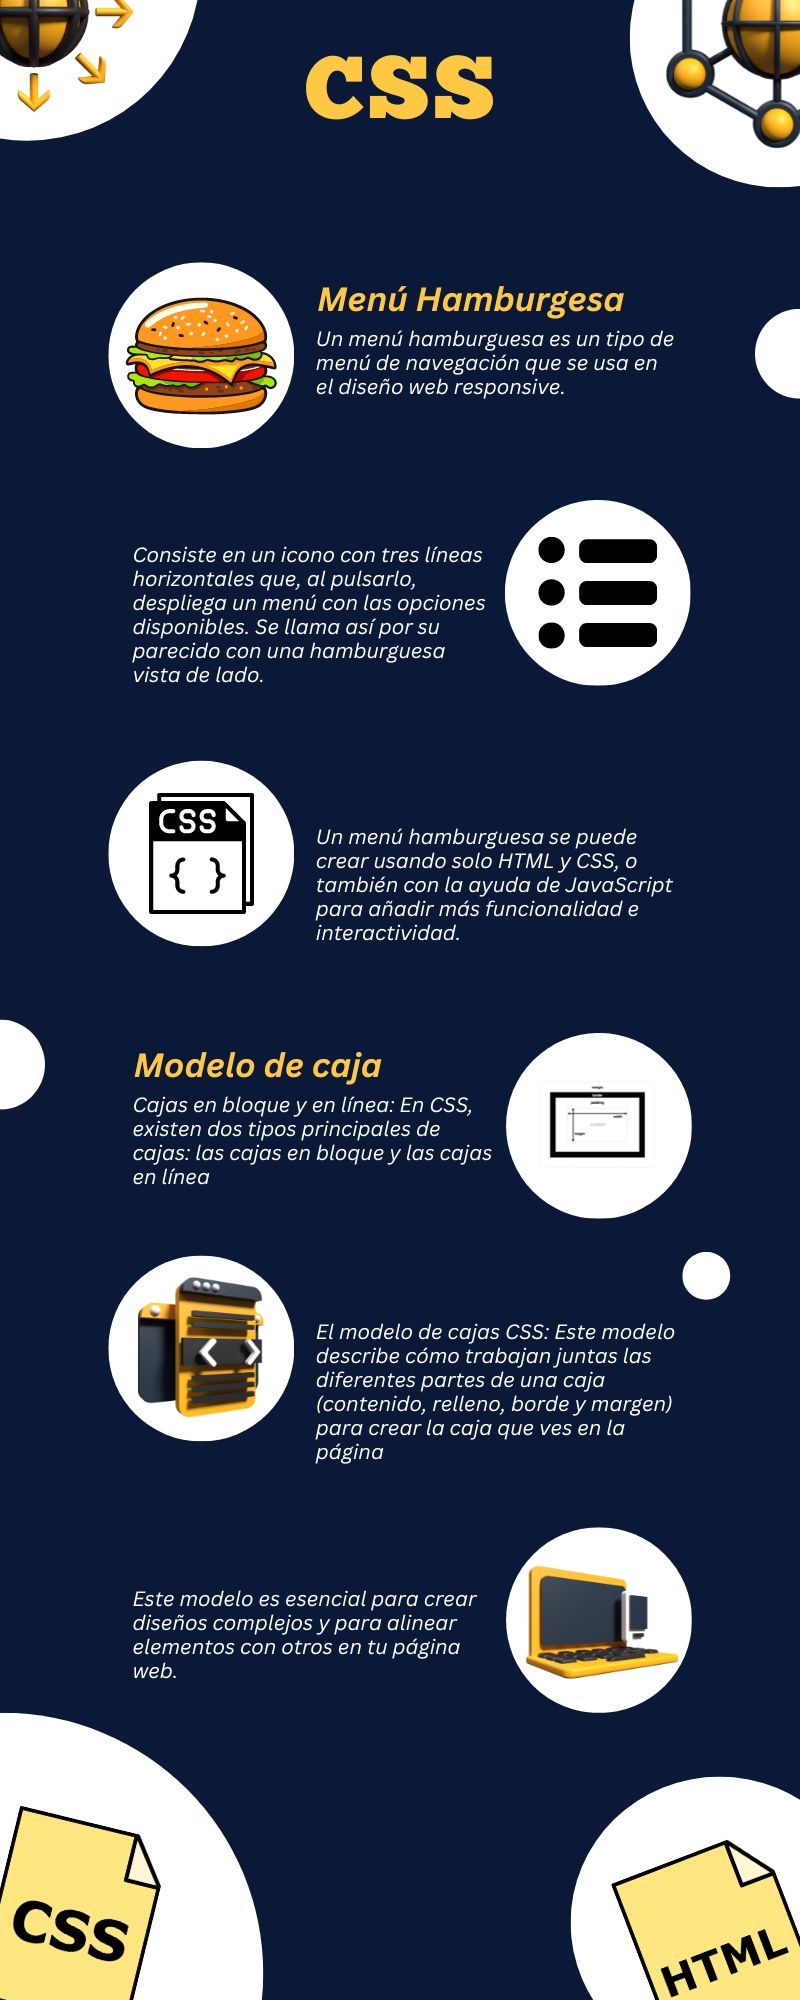 CSS
Menú Hamburgesa
Un menú hamburguesa es un tipo de
menú de navegación que se usa en
el diseño web responsive.
Consiste en un icono con tres líneas
horizontales que, al pulsarlo,
despliega un menú con las opciones
disponibles. Se llama así por su
parecido con una hamburguesa
vista de lado.
CSS
{ }
Un menú hamburguesa se puede
crear usando solo HTML y CSS, o
también con la ayuda de JavaScript
para añadir más funcionalidad e
interactividad.
Modelo de caja
Cajas en bloque y en línea: En CSS,
existen dos tipos principales de
cajas: las cajas en bloque y las cajas
en línea
margin
border
padding
width
content
height
El modelo de cajas CSS: Este modelo
describe cómo trabajan juntas las
diferentes partes de una caja
(contenido, relleno, borde y margen)
para crear la caja que ves en la
página
Este modelo es esencial para crear
diseños complejos y para alinear
elementos con otros en tu página
web.
CSS
HTML